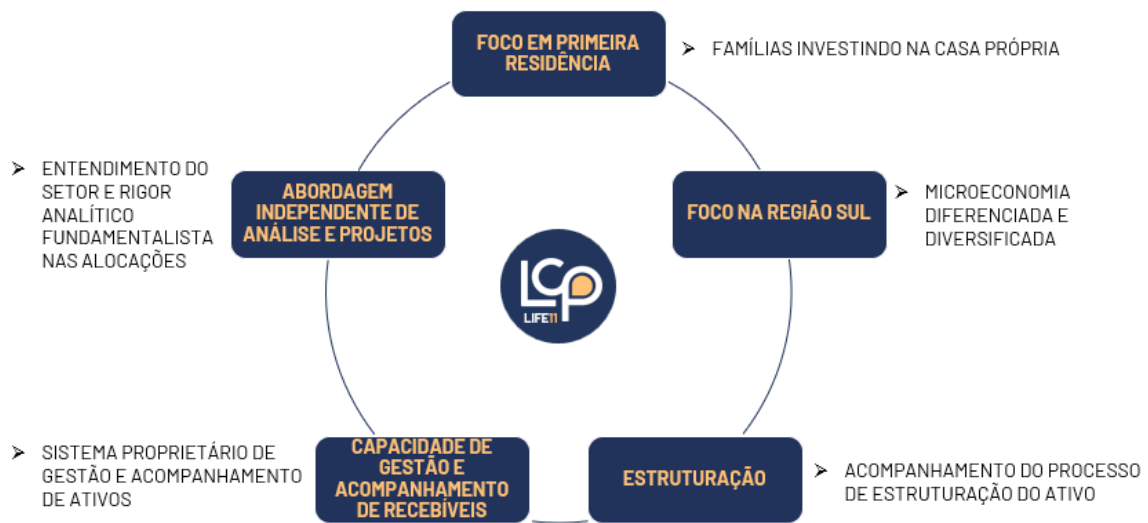 FOCO EM PRIMEIRA
RESIDÊNCIA
➢ FAMÍLIAS INVESTINDO NA CASA PRÓPRIA
FOCO NA REGIÃO SUL
➢ MICROECONOMIA
DIFERENCIADA E
DIVERSIFICADA
ESTRUTURAÇÃO
➢ ACOMPANHAMENTO DO PROCESSO
DE ESTRUTURAÇÃO DO ATIVO
CAPACIDADE DE
GESTÃO E
ACOMPANHAMENTO
DE RECEBÍVEIS
➢ SISTEMA PROPRIETÁRIO DE
GESTÃO E ACOMPANHAMENTO
DE ATIVOS
ABORDAGEM
INDEPENDENTE DE
ANÁLISE E PROJETOS
➢ ENTENDIMENTO DO
SETOR E RIGOR
ANALÍTICO
FUNDAMENTALISTA
NAS ALOCAÇÕES
LCP
LIFE11